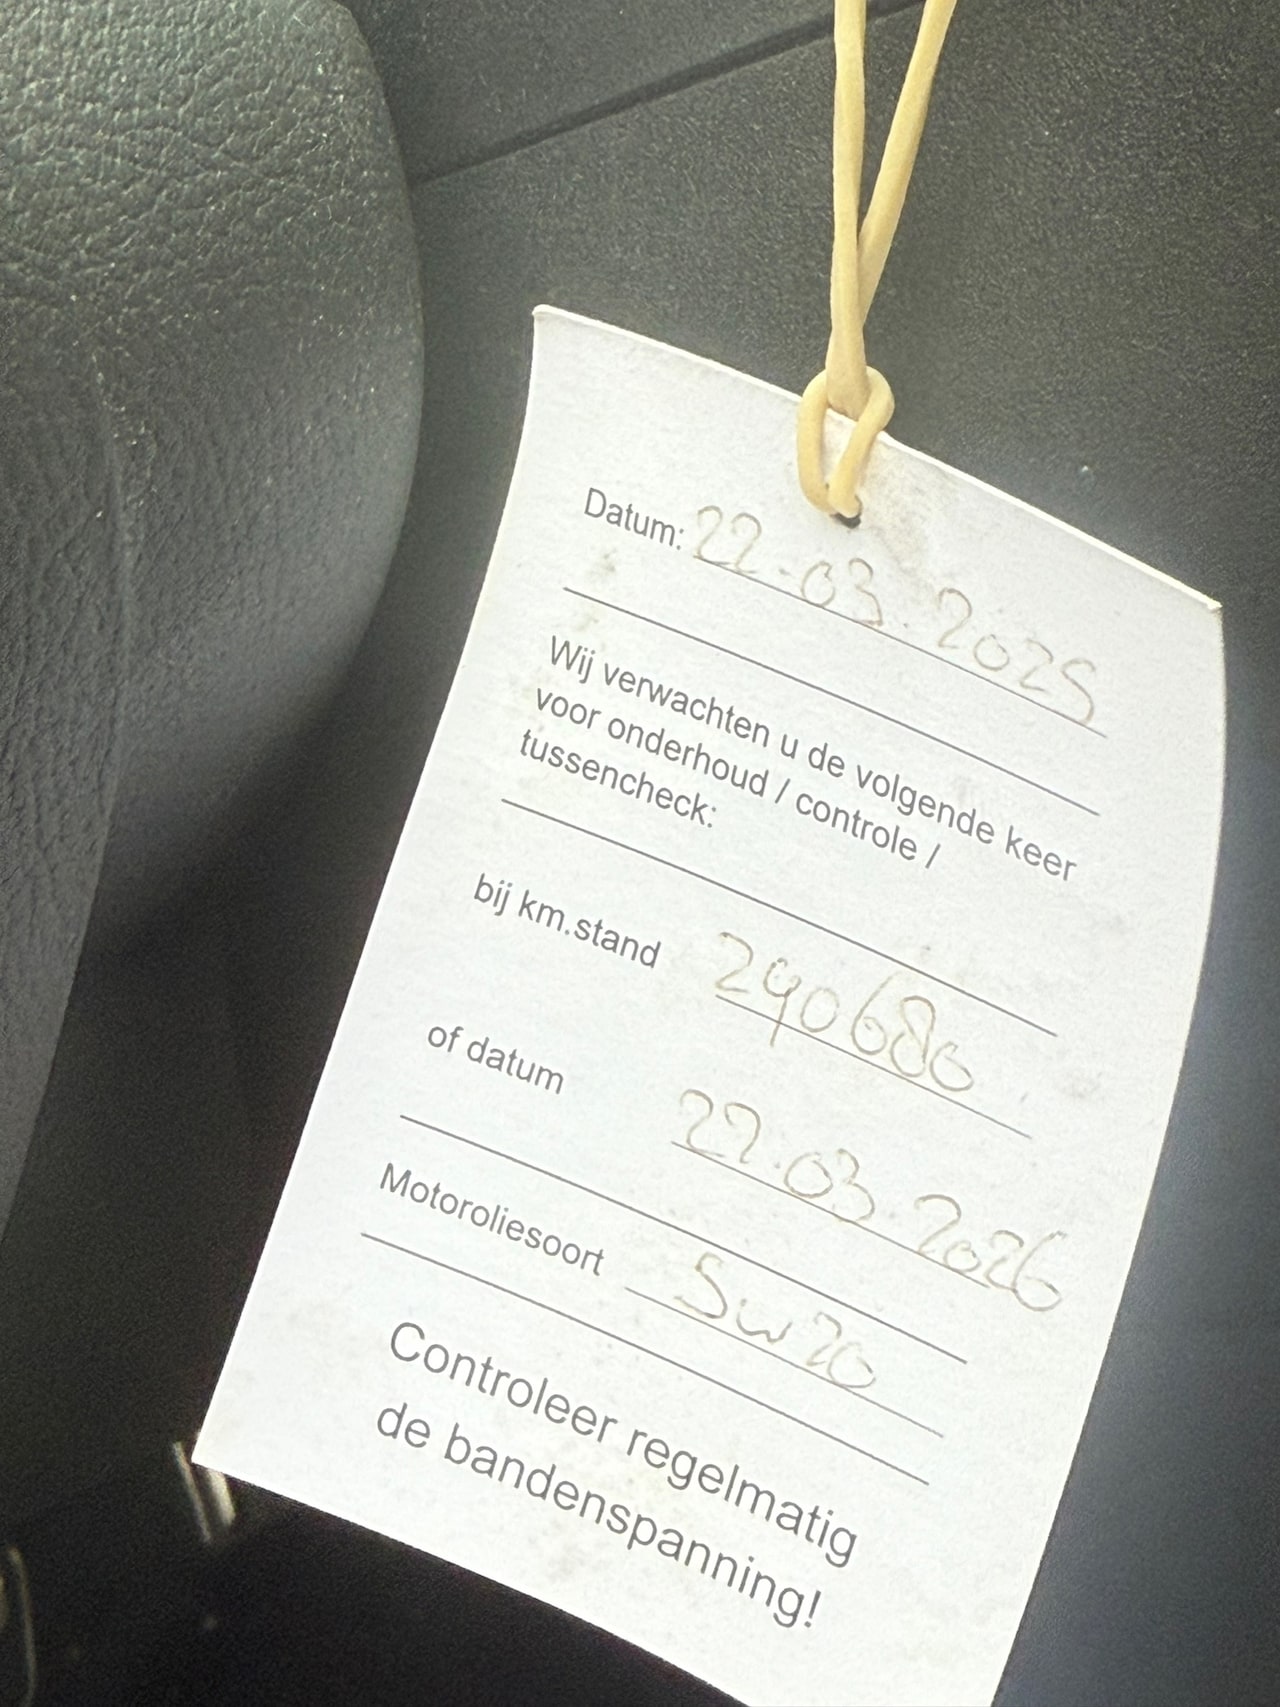 Datum: 22.03.2025
Wij verwachten u de volgende keer
voor onderhoud / controle /
tussencheck:
bij km.stand 290680
of datum 22.03.2026
Motoroliesoort 5w20
Controleer regelmatig
de bandenspanning!